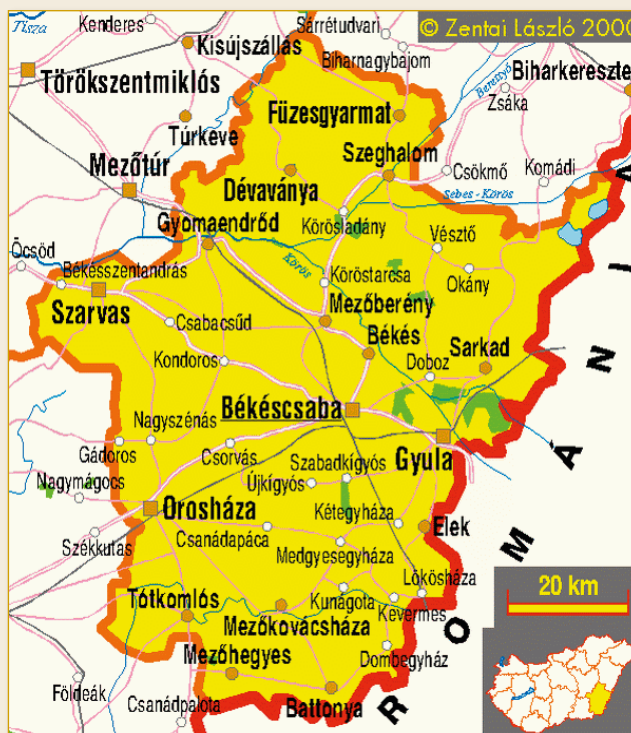 Tisza
Kenderes
Sárrétudvari
© Zentai László 2000
Kisújszállás
Biharnagybajom
Törökszentmiklós
Berettyó
Biharkereszte
Zsáka
Füzesgyarmat
Túrkeve
Szeghalom
Mezőtúr
Csökmő
Komádi
Dévaványa
Sebes-Körös
Gyomaendrőd
Körösladány
Vésztő
Öcsöd
Békésszentandrás
Körös
Köröstarcsa
Okány
Szarvas
Csabacsűd
Mezőberény
Békés
Kondoros
Doboz
Sarkad
Békéscsaba
Nagyszénás
Gádoros
Csorvás
Szabadkígyós
Gyula
Nagymágocs
Újkígyós
Orosháza
Kétegyháza
Elek
Székkutas
Csanádapáca
Medgyesegyháza
Lőkösháza
20 km
Tótkomlós
Kunágota
Kevermes
Mezőkovácsháza
Dombegyház
Mezőhegyes
Földeák
Csanádpalota
Battonya
ROMÁNIA